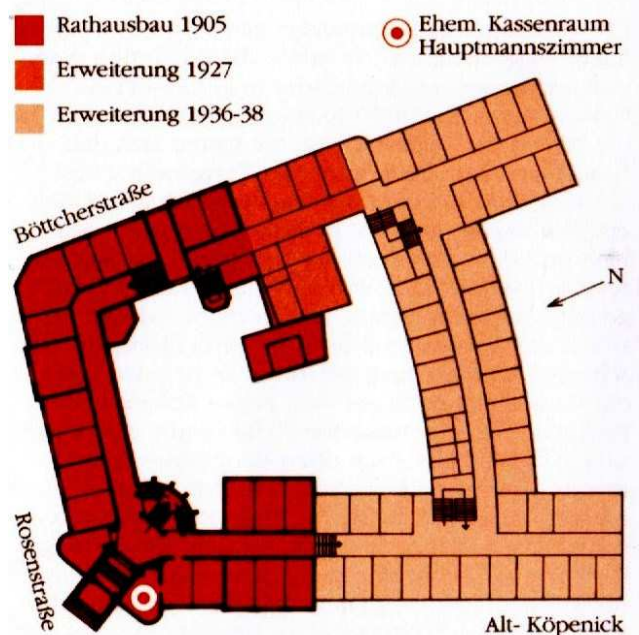 Rathausbau 1905
Erweiterung 1927
Erweiterung 1936-38
Ehem. Kassenraum
Hauptmannszimmer
Böttcherstraße
N
Rosenstraße
Alt- Köpenick